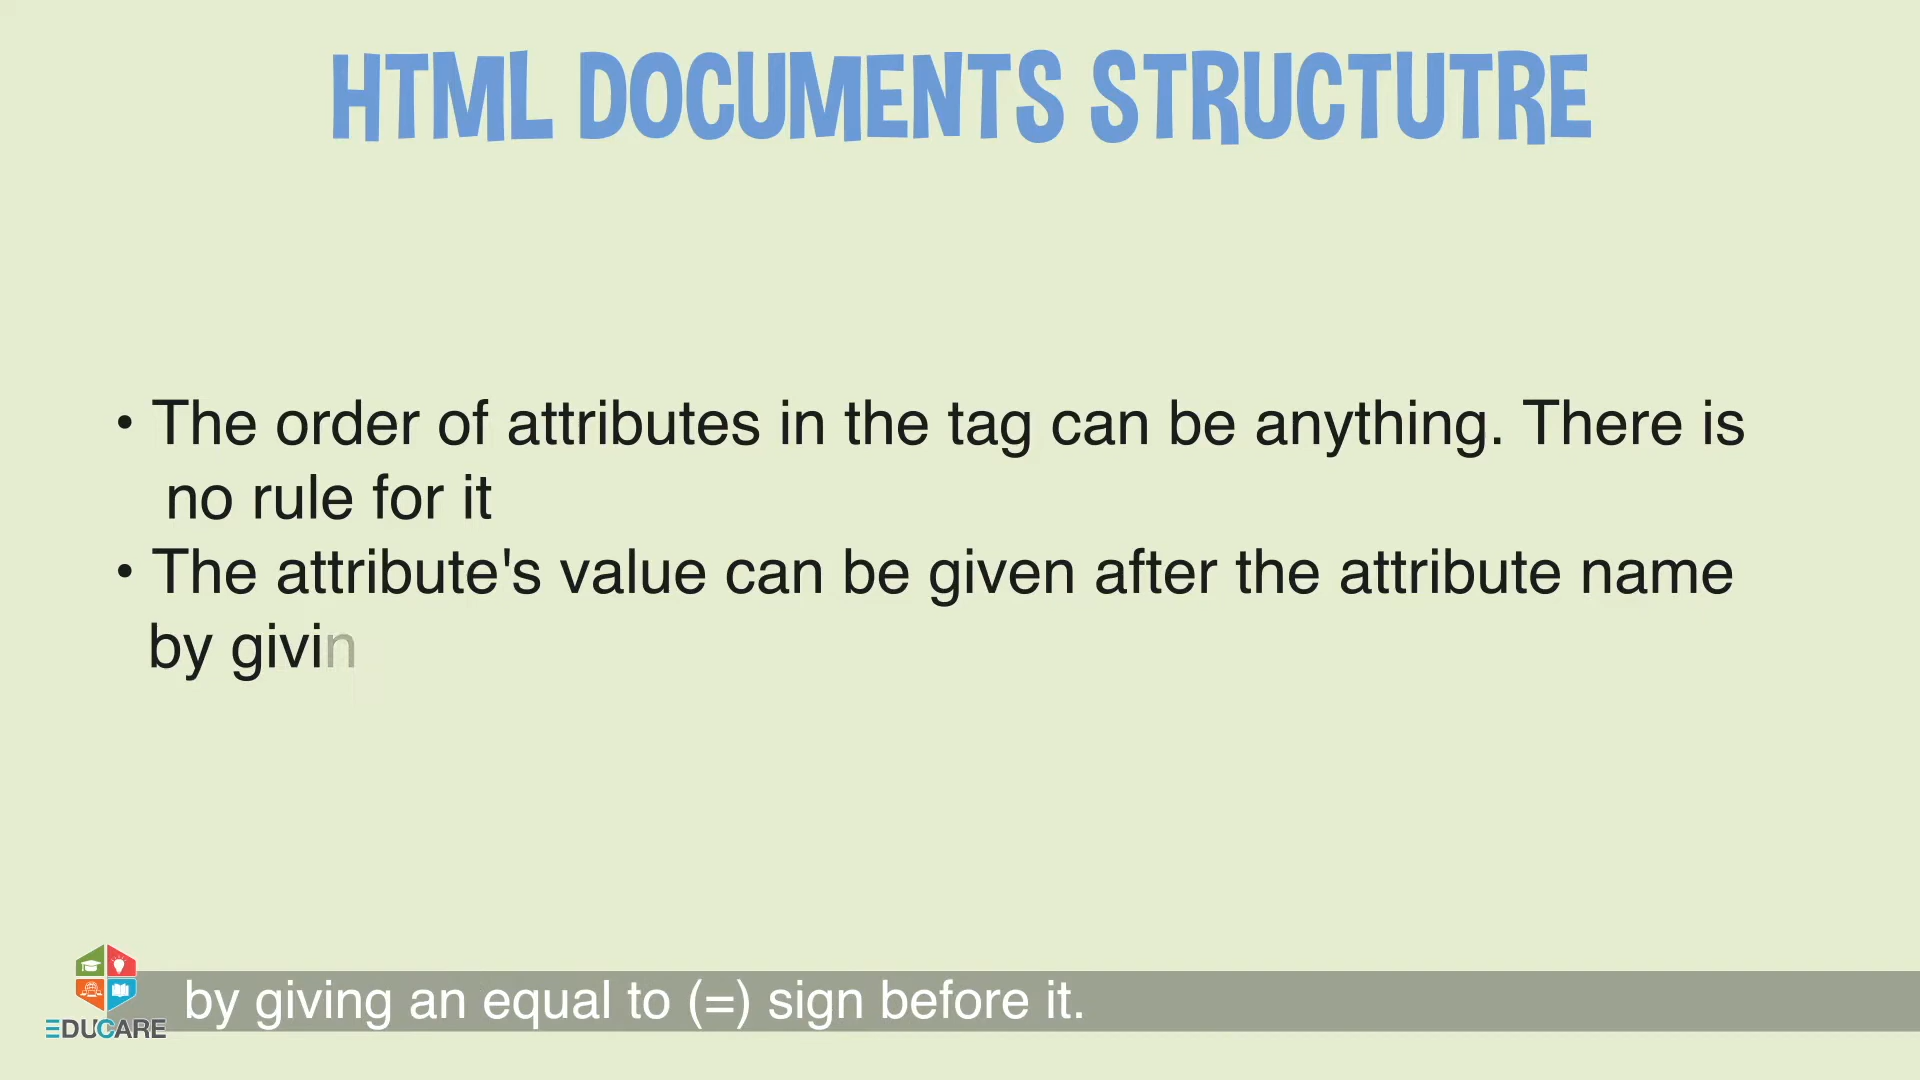 HTML DOCUMENTS STRUCTUTRE
• The order of attributes in the tag can be anything. There is
no rule for it
• The attribute's value can be given after the attribute name
by givin
by giving an equal to (=) sign before it.
EDUCARE